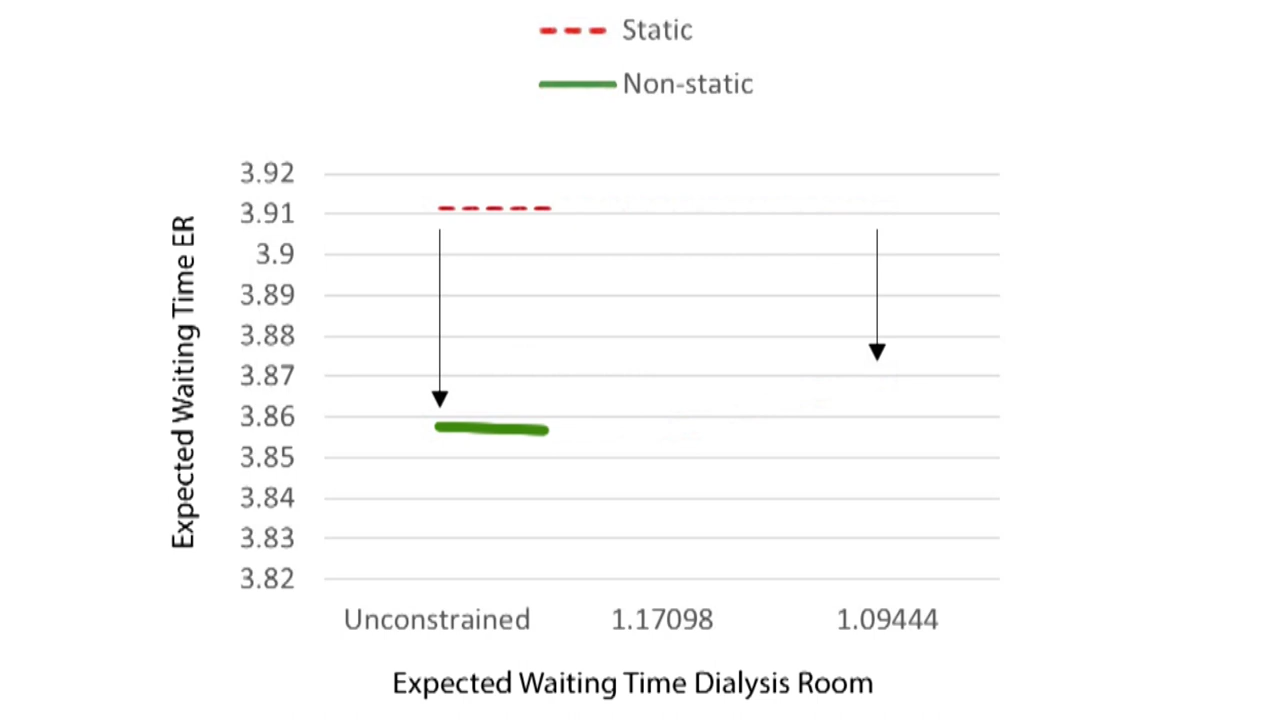 Static
Non-static
Expected Waiting Time ER
3.92
3.91
3.9
3.89
3.88
3.87
3.86
3.85
3.84
3.83
3.82
Unconstrained 1.17098 1.09444
Expected Waiting Time Dialysis Room